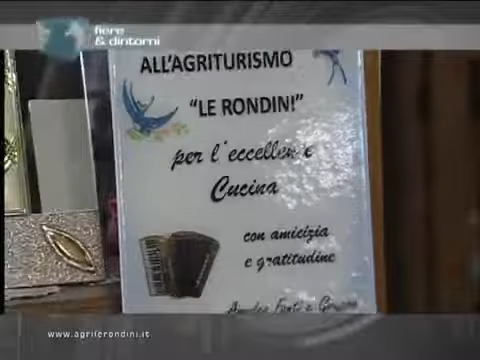 fiere
& dintorni
ALL'AGRITURISMO
"LE RONDINI"
per l'eccellente
Cucina
con amicizia
e gratitudine
www.agrilerondini.it